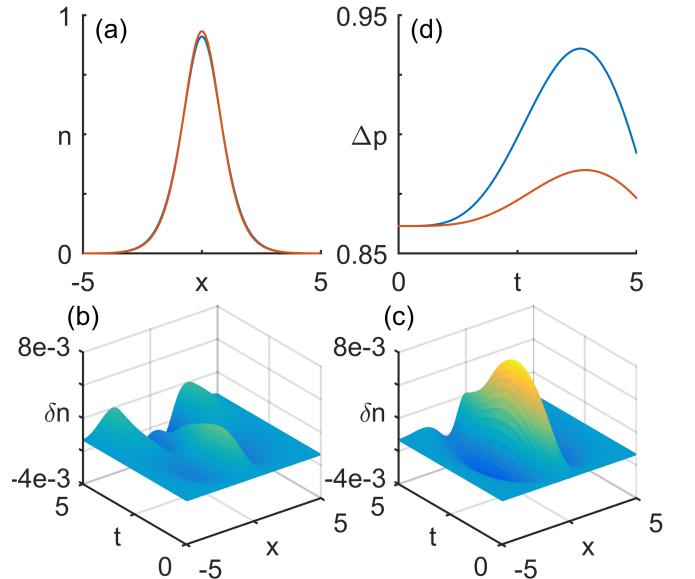 1 (a)
n
0
-5 x 5
0.95 (d)
Δp
0.85
0 t 5
(b)
8e-3
δn
-4e-3
5
t
0
-5
x
5
(c)
8e-3
δn
-4e-3
5
t
0
-5
x
5